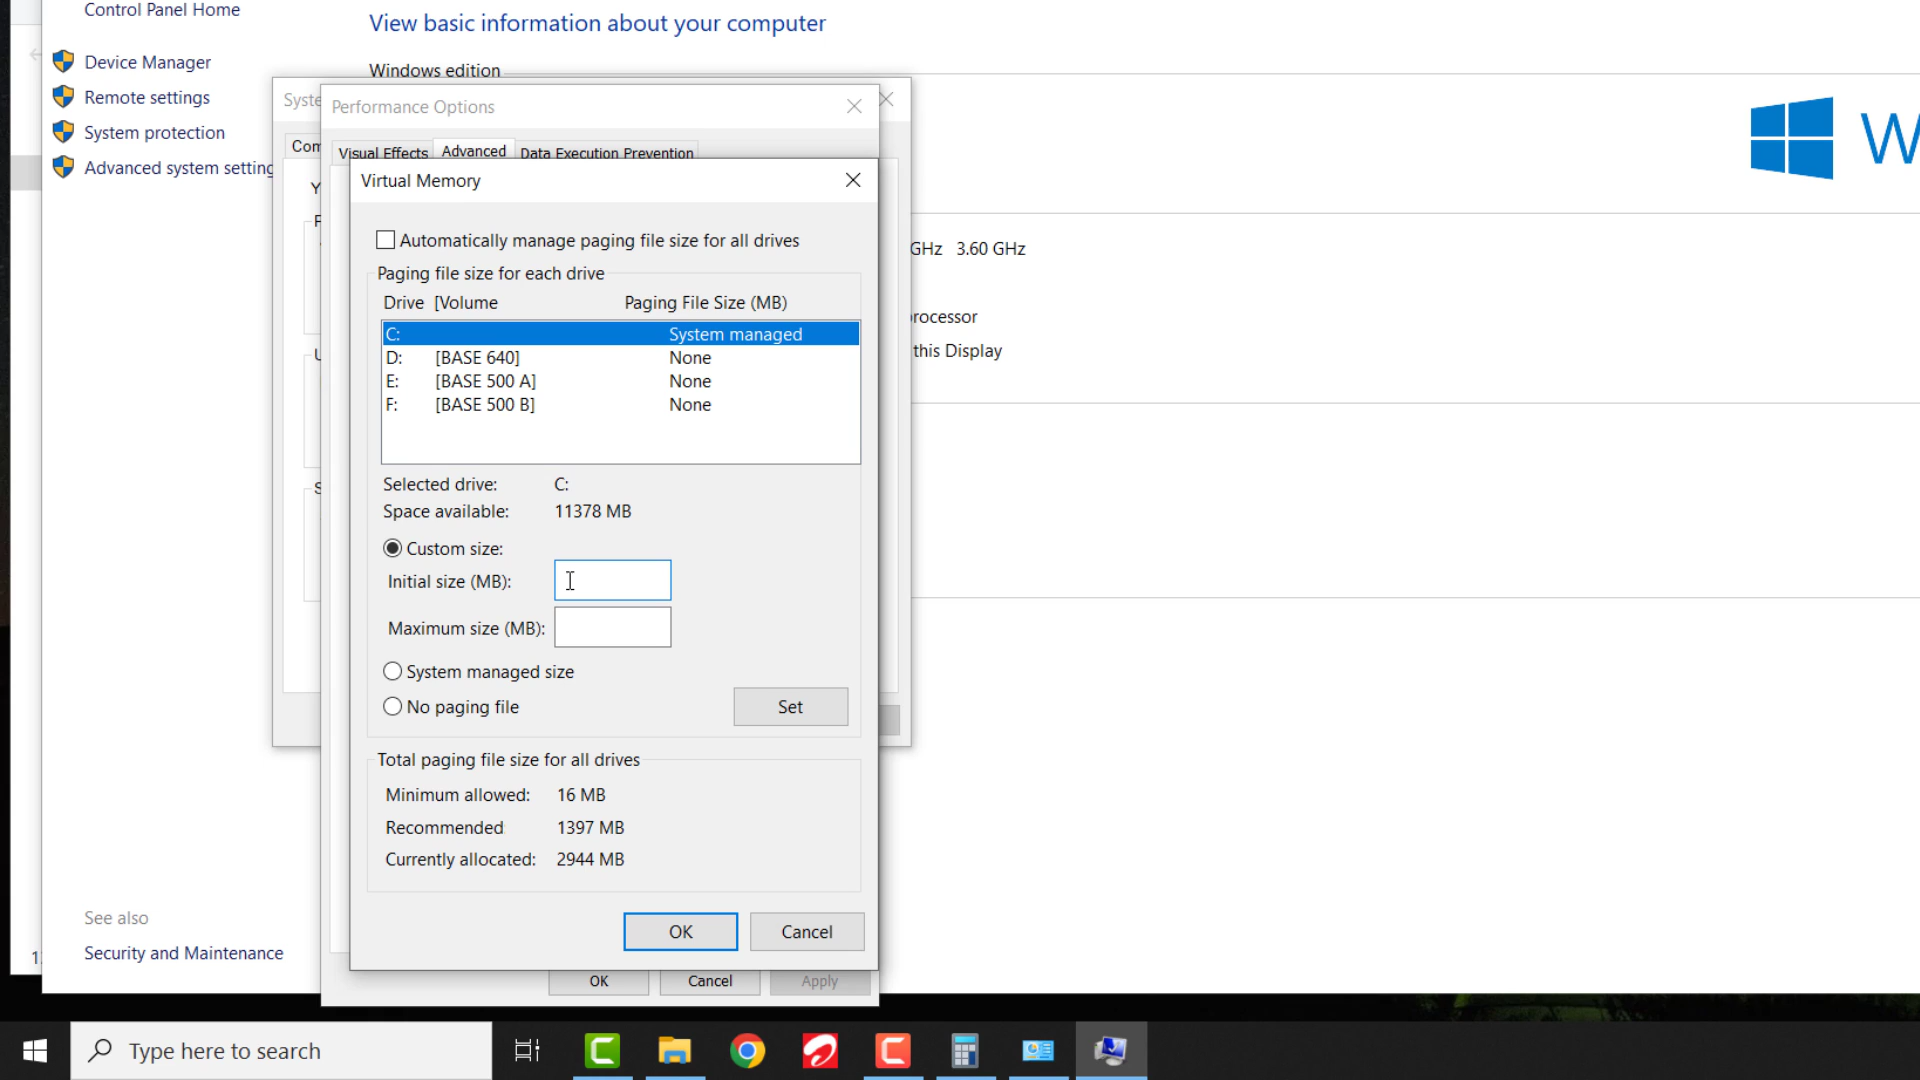 Control Panel Home
View basic information about your computer
Device Manager
Windows edition
Remote settings
System protection
Advanced system setting
Syste
Performance Options
Com
Visual Effects
Advanced
Data Execution Prevention
W
Virtual Memory
Y
F
Automatically manage paging file size for all drives
GHz 3.60 GHz
Paging file size for each drive
Drive [Volume Paging File Size (MB)
rocessor
C: System managed
this Display
D: [BASE 640] None
E: [BASE 500 A] None
F: [BASE 500 B] None
Selected drive: C:
Space available: 11378 MB
Custom size:
Initial size (MB):
Maximum size (MB):
System managed size
No paging file
Set
Total paging file size for all drives
Minimum allowed: 16 MB
Recommended 1397 MB
Currently allocated: 2944 MB
OK
Cancel
See also
Security and Maintenance
OK
Cancel
Apply
Type here to search